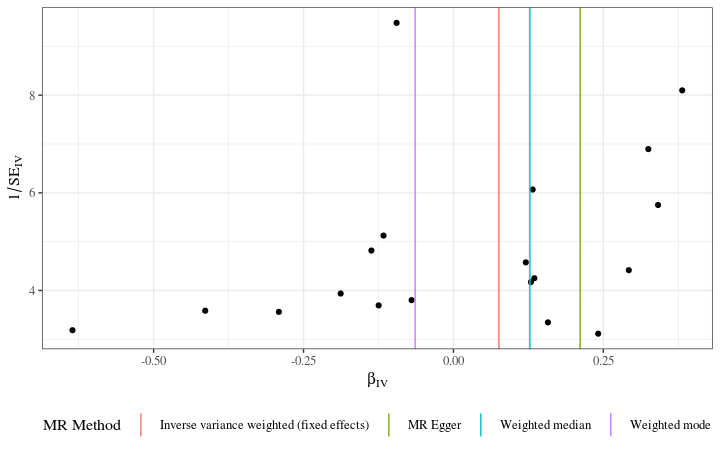 1/SE_IV
8
6
4
-0.50
-0.25
0.00
0.25
β_IV
MR Method
Inverse variance weighted (fixed effects)
MR Egger
Weighted median
Weighted mode